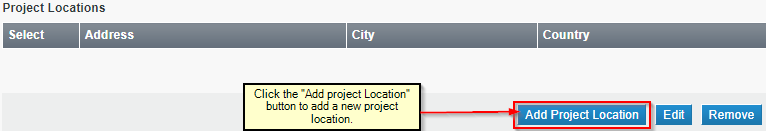 Project Locations
Select Address City Country
Click the "Add project Location"
button to add a new project
location.
Add Project Location Edit Remove